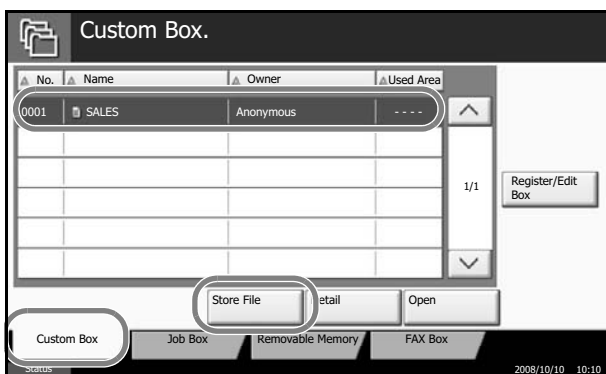 Custom Box.
No. Name Owner Used Area
0001 SALES Anonymous - - - -
1/1
Register/Edit
Box
Store File Detail Open
Custom Box Job Box Removable Memory FAX Box
Status 2008/10/10 10:10